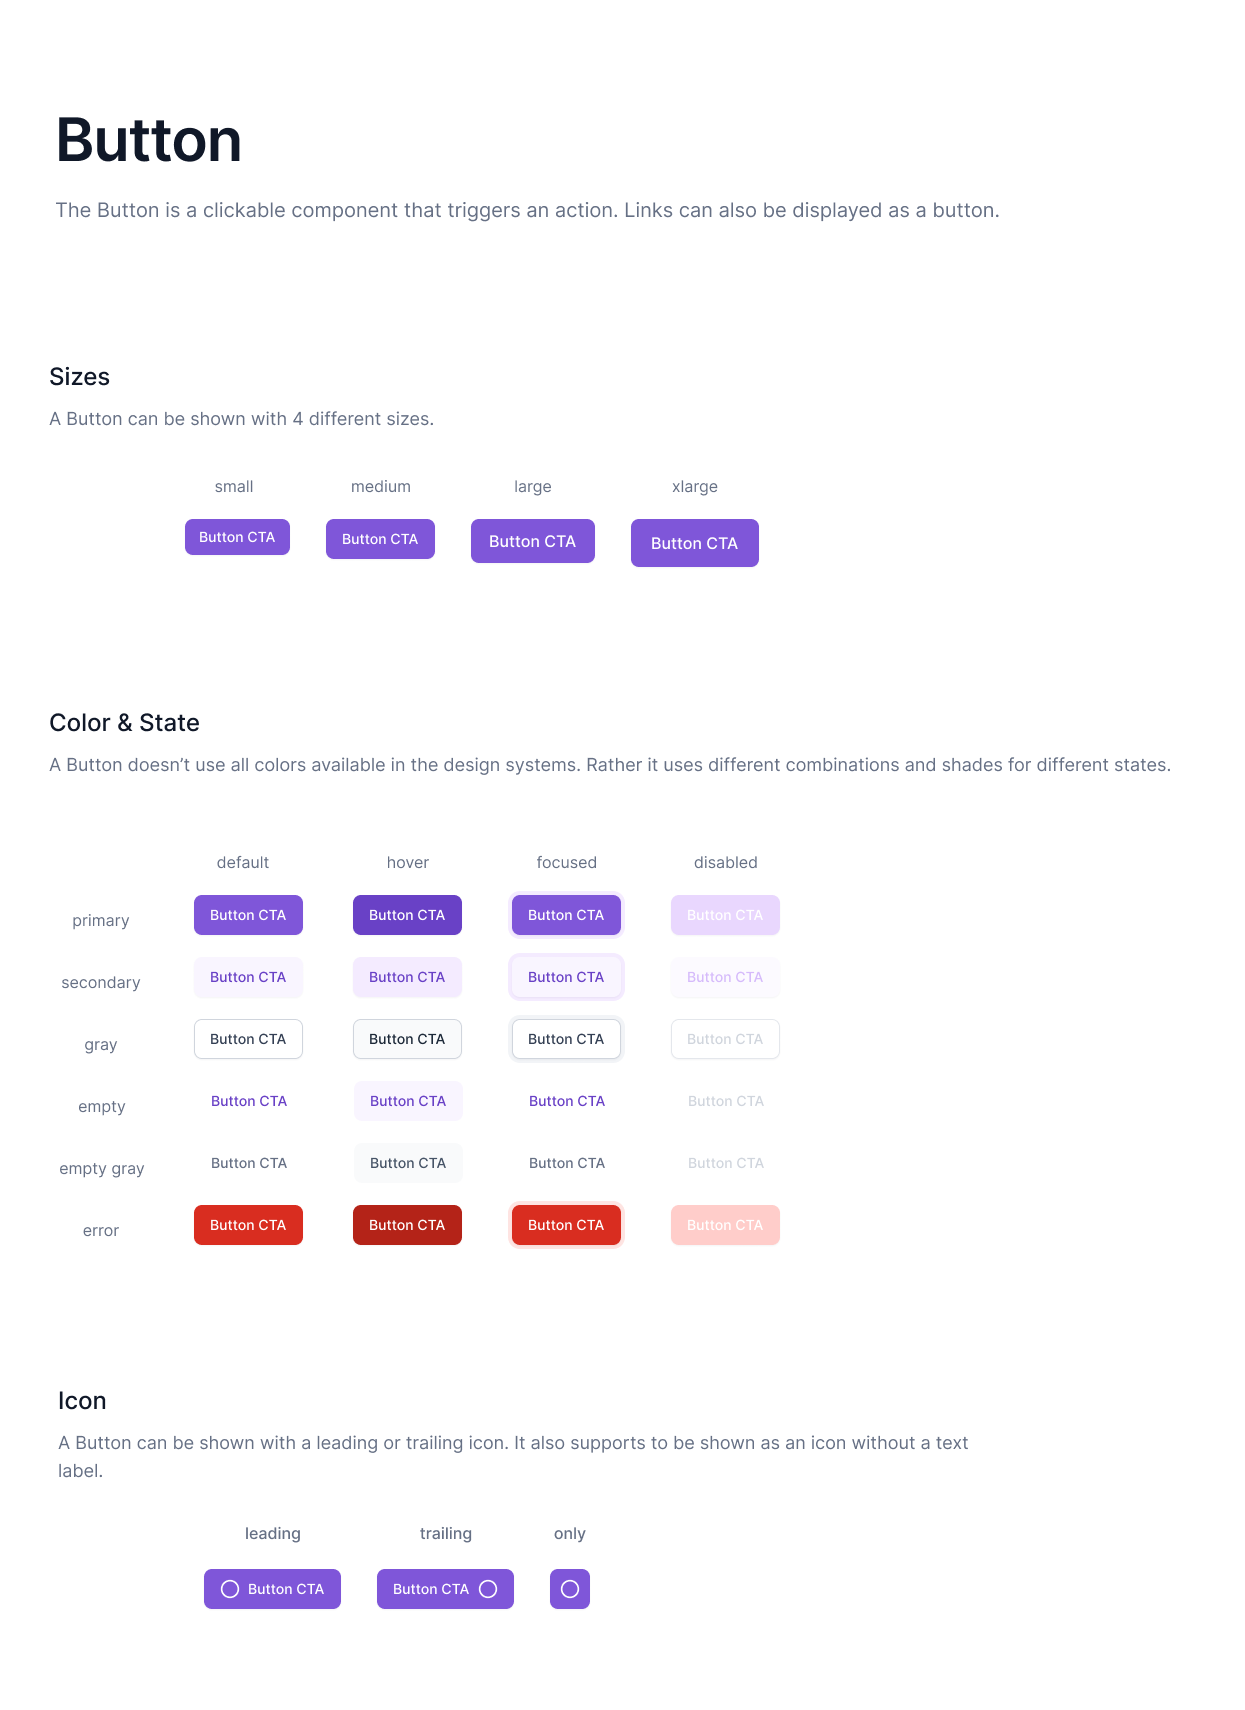 Button
The Button is a clickable component that triggers an action. Links can also be displayed as a button.
Sizes
A Button can be shown with 4 different sizes.
small medium large xlarge
Button CTA Button CTA Button CTA Button CTA
Color & State
A Button doesn’t use all colors available in the design systems. Rather it uses different combinations and shades for different states.
default hover focused disabled
primary Button CTA Button CTA Button CTA Button CTA
secondary Button CTA Button CTA Button CTA Button CTA
gray Button CTA Button CTA Button CTA Button CTA
empty Button CTA Button CTA Button CTA Button CTA
empty gray Button CTA Button CTA Button CTA Button CTA
error Button CTA Button CTA Button CTA Button CTA
Icon
A Button can be shown with a leading or trailing icon. It also supports to be shown as an icon without a text
label.
leading trailing only
Button CTA Button CTA